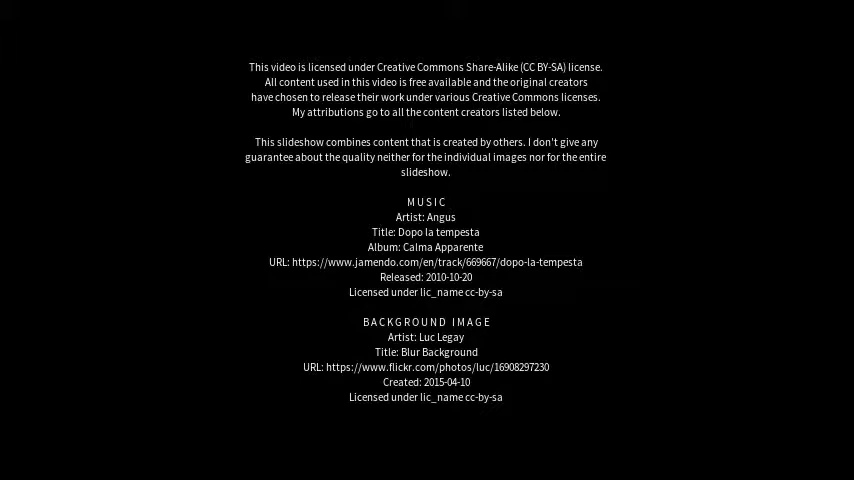 This video is licensed under Creative Commons Share-Alike (CC BY-SA) license.
All content used in this video is free available and the original creators
have chosen to release their work under various Creative Commons licenses.
My attributions go to all the content creators listed below.
This slideshow combines content that is created by others. I don't give any
guarantee about the quality neither for the individual images nor for the entire
slideshow.
MUSIC
Artist: Angus
Title: Dopo la tempesta
Album: Calma Apparente
URL: https://www.jamendo.com/en/track/669667/dopo-la-tempesta
Released: 2010-10-20
Licensed under lic_name cc-by-sa
BACKGROUND IMAGE
Artist: Luc Legay
Title: Blur Background
URL: https://www.flickr.com/photos/luc/16908297230
Created: 2015-04-10
Licensed under lic_name cc-by-sa